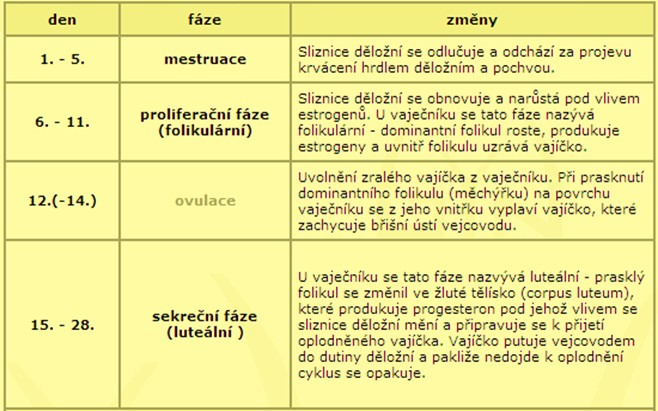 den fáze změny
1. - 5. mestruace
Sliznice děložní se odlučuje a odchází za projevu
krvácení hrdlem děložním a pochvou.
6. - 11. proliferační fáze
(folikulární)
Sliznice děložní se obnovuje a narůstá pod vlivem
estrogenů. U vaječníku se tato fáze nazývá
folikulární - dominantní folikul roste, produkuje
estrogeny a uvnitř folikulu uzrává vajíčko.
12.(-14.) ovulace
Uvolnění zralého vajíčka z vaječníku. Při prasknutí
dominantního folikulu (měchýřku) na povrchu
vaječníku se z jeho vnitřku vyplaví vajíčko, které
zachycuje břišní ústí vejcovodu.
15. - 28. sekreční fáze
(luteální )
U vaječníku se tato fáze nazvývá luteální - prasklý
folikul se změnil ve žluté tělísko (corpus luteum),
které produkuje progesteron pod jehož vlivem se
sliznice děložní mění a připravuje se k přijetí
oplodněného vajíčka. Vajíčko putuje vejcovodem
do dutiny děložní a pakliže nedojde k oplodnění
cyklus se opakuje.